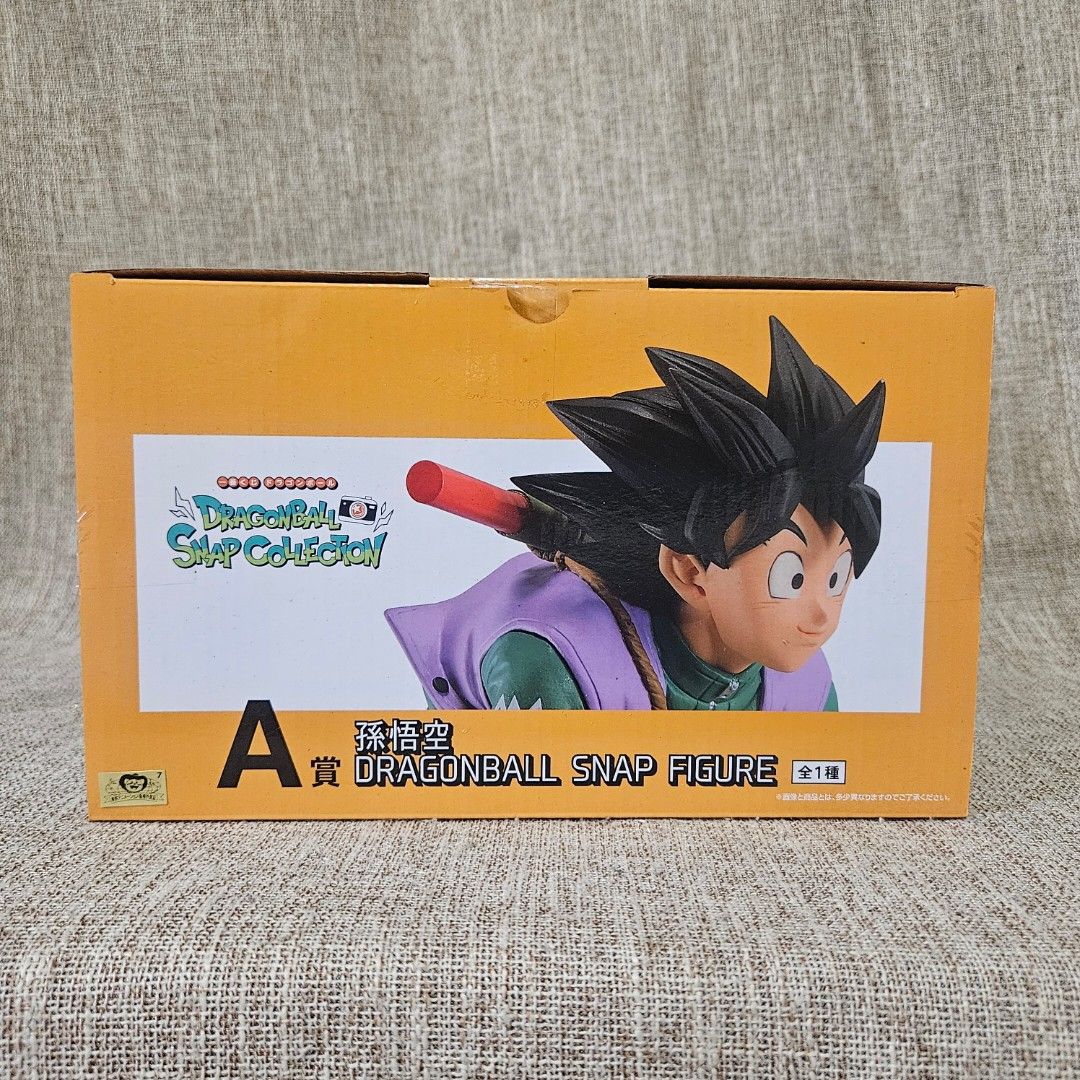 一番くじ ドラゴンボール
DRAGONBALL
SNAP COLLECTION
A賞
孫悟空
DRAGONBALL SNAP FIGURE
全1種
※画像と商品とは、多少異なりますのでご了承ください。
7